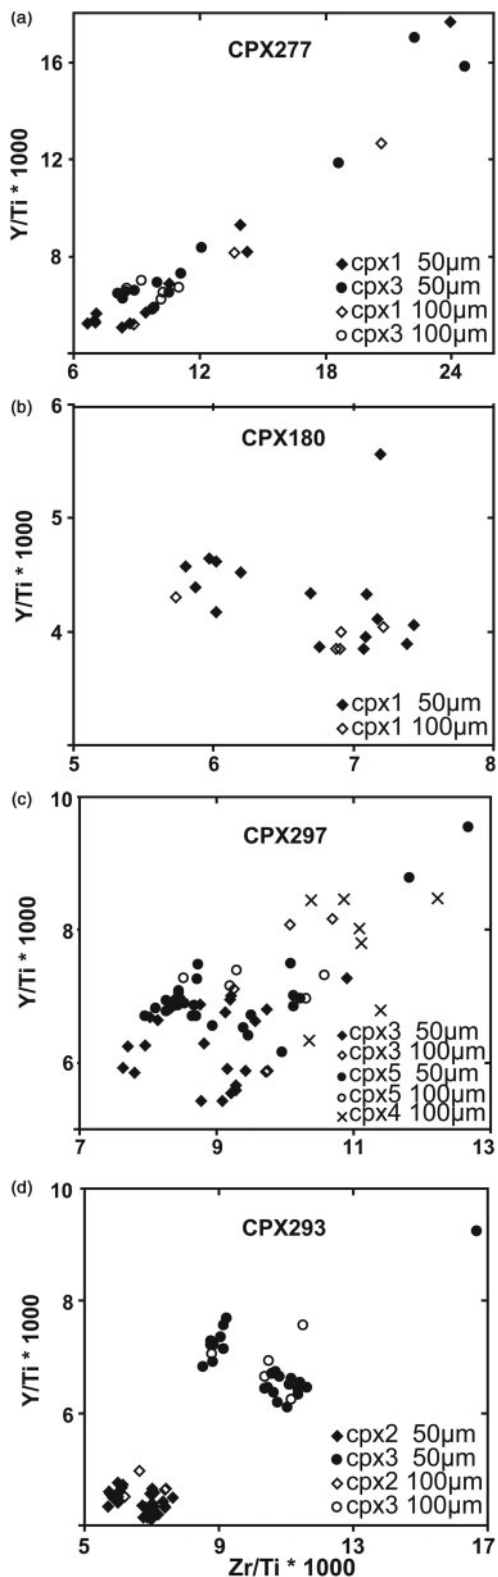 (a)
CPX277
16
12
8
Y/Ti * 1000
cpx1 50µm
cpx3 50µm
cpx1 100µm
cpx3 100µm
6 12 18 24
(b)
CPX180
6
5
4
Y/Ti * 1000
cpx1 50µm
cpx1 100µm
5 6 7 8
(c)
CPX297
10
8
6
Y/Ti * 1000
cpx3 50µm
cpx3 100µm
cpx5 50µm
cpx5 100µm
cpx4 100µm
7 9 11 13
(d)
CPX293
10
8
6
Y/Ti * 1000
cpx2 50µm
cpx3 50µm
cpx2 100µm
cpx3 100µm
5 9 13 17
Zr/Ti * 1000